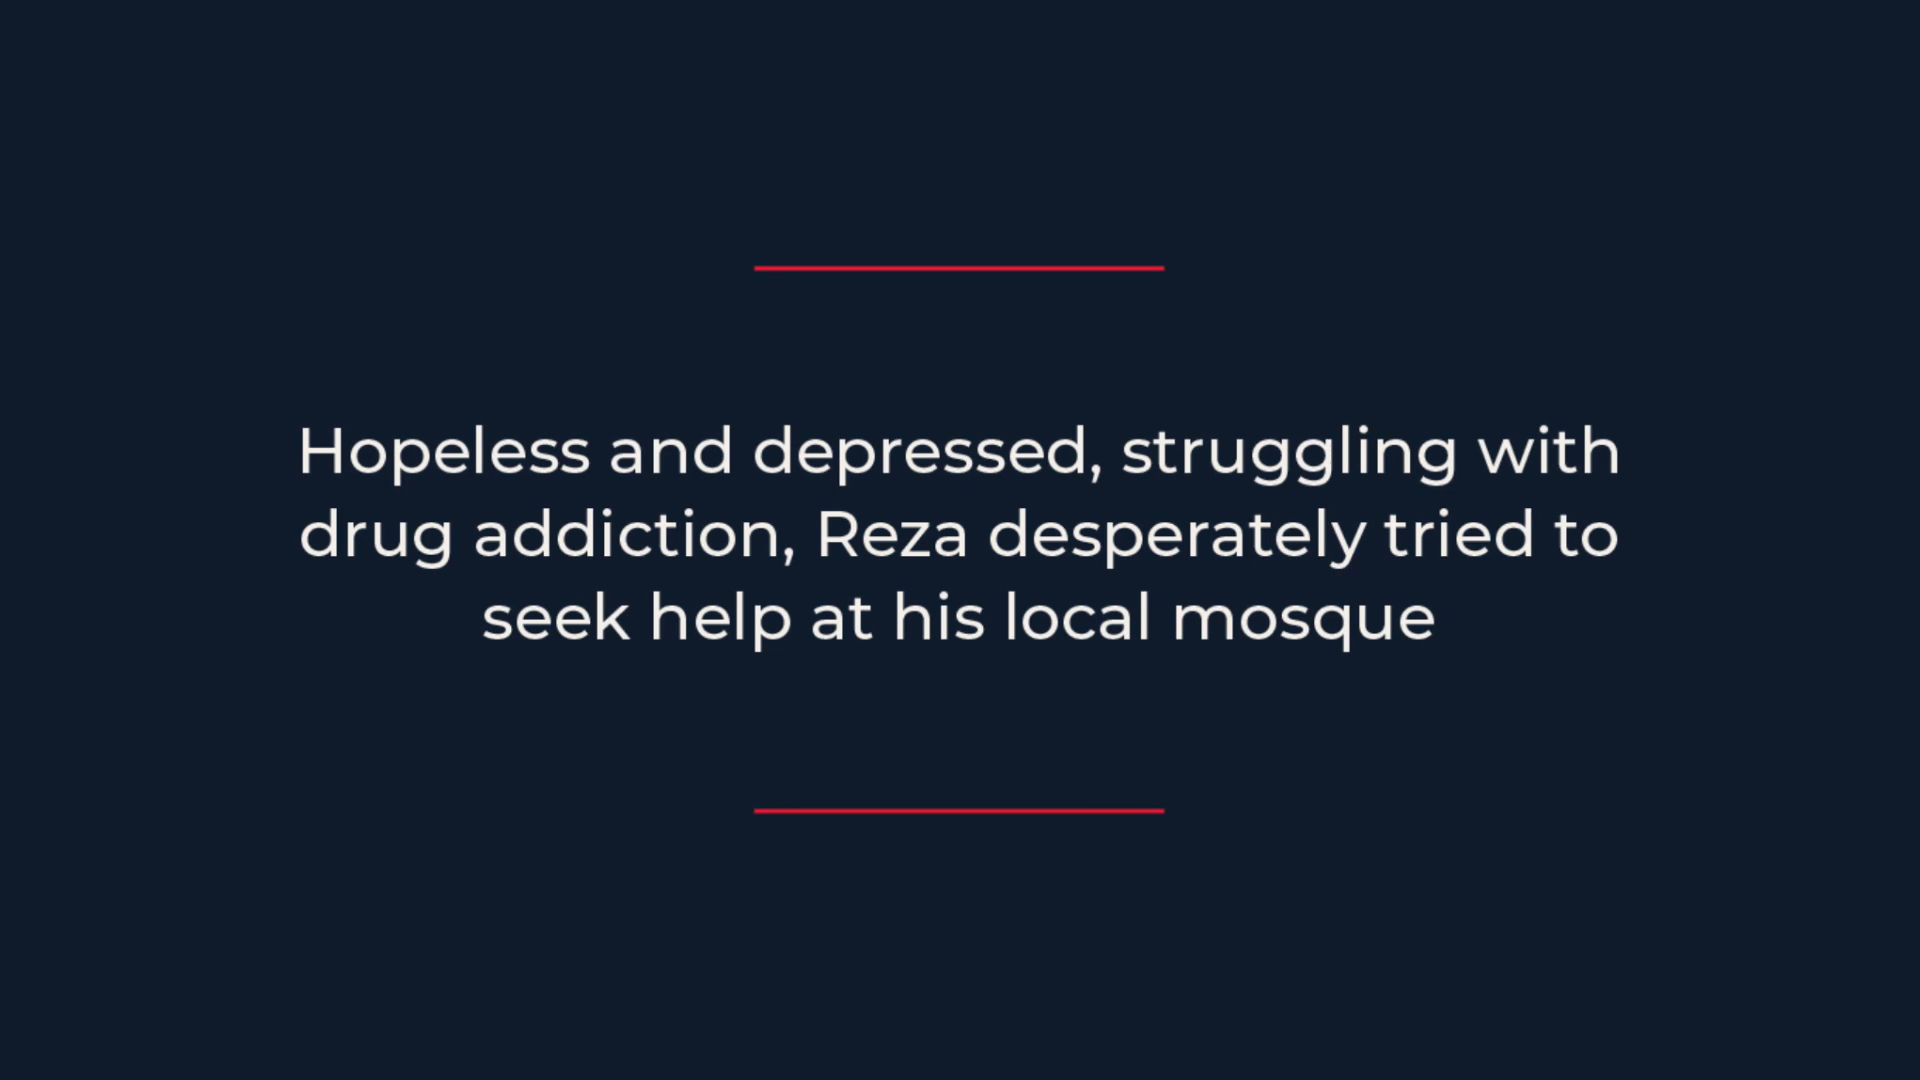 Hopeless and depressed, struggling with
drug addiction, Reza desperately tried to
seek help at his local mosque